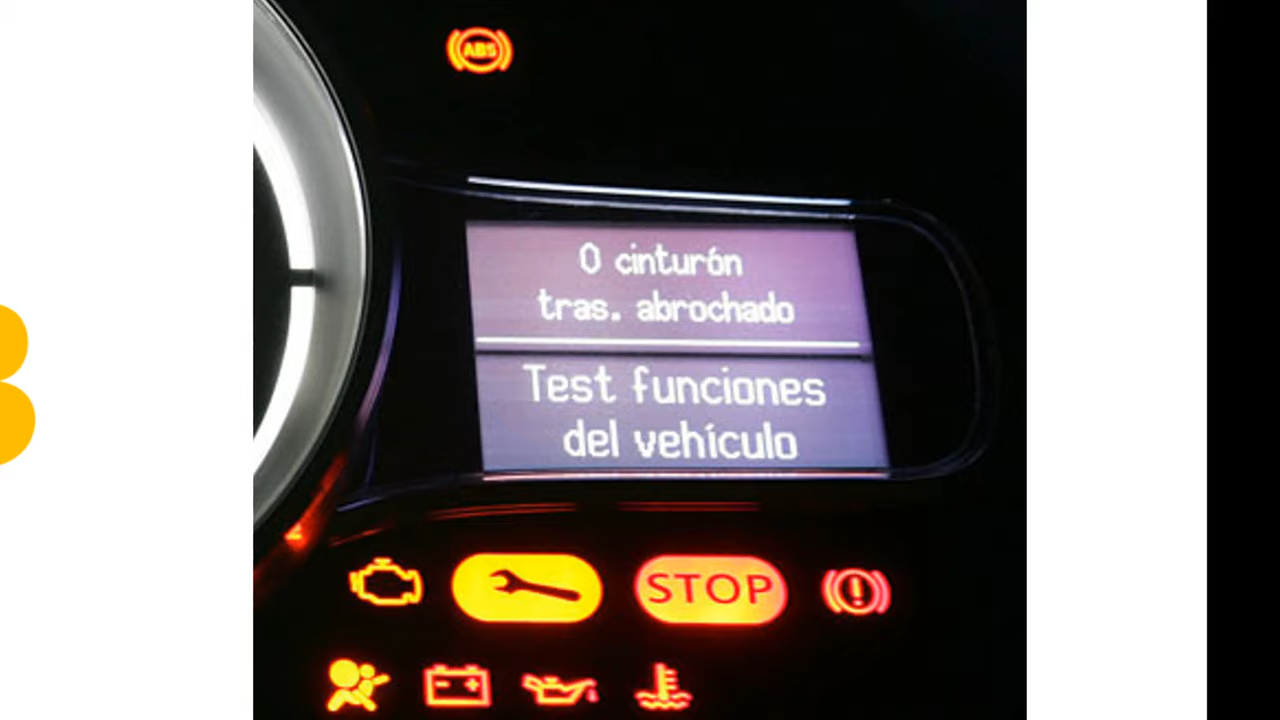 ABS
0 cinturón
tras. abrochado
Test funciones
del vehículo
STOP